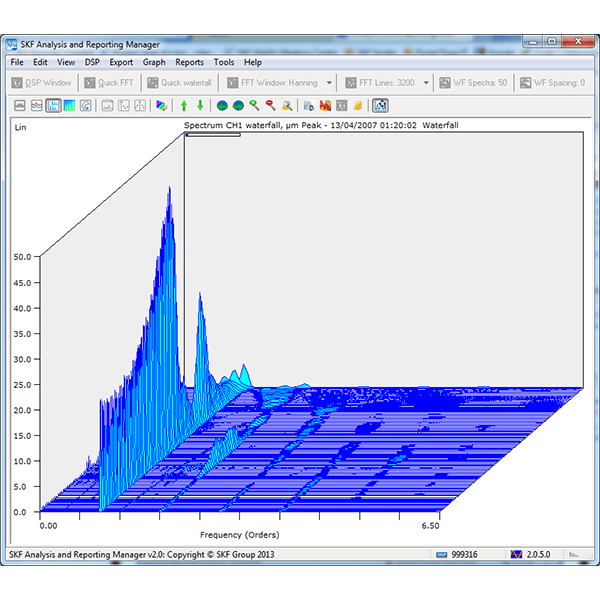 SKF Analysis and Reporting Manager
File Edit View DSP Export Graph Reports Tools Help
DSP Window Quick FFT Quick waterfall FFT Window: Hanning FFT Lines: 3200 WF Spectra: 50 WF Spacing: 0
Lin
Spectrum CH1 waterfall, µm Peak - 13/04/2007 01:20:02 Waterfall
50.0
45.0
40.0
35.0
30.0
25.0
20.0
15.0
10.0
5.0
0.0
0.00 6.50
Frequency (Orders)
SKF Analysis and Reporting Manager v2.0: Copyright © SKF Group 2013 999316 2.0.5.0